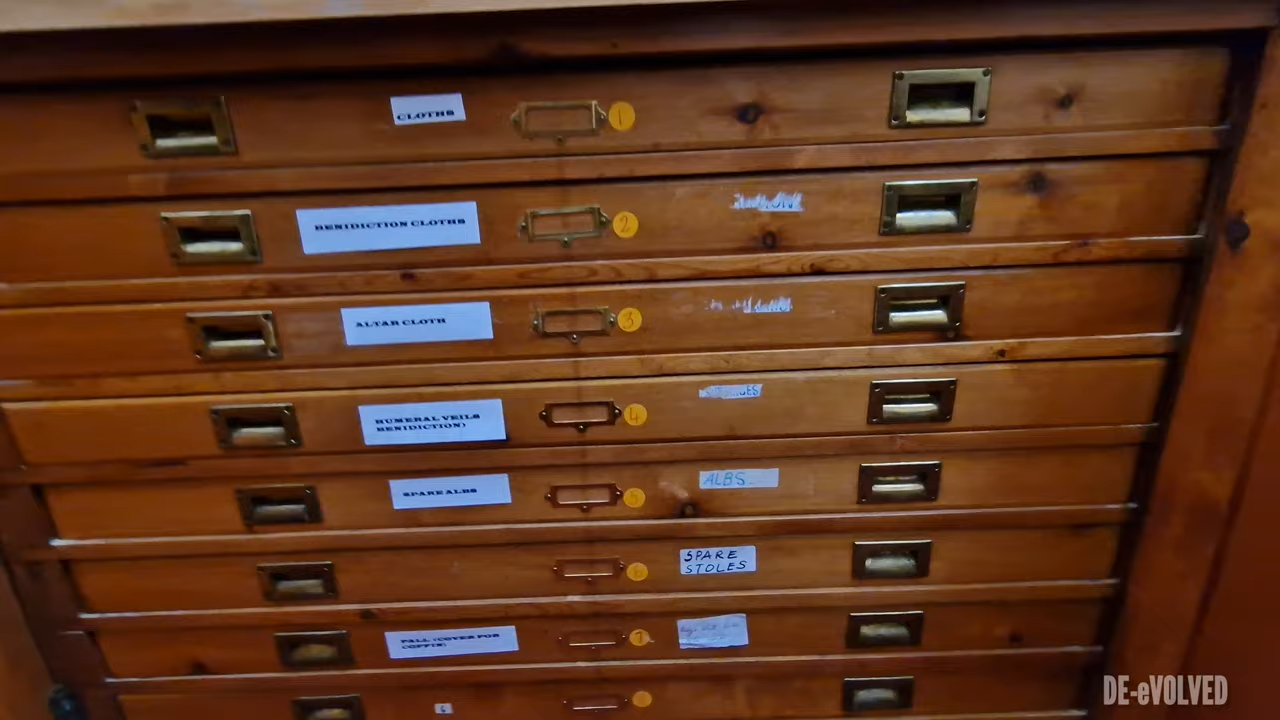 CLOTHS
1
BENIDICTION CLOTHS
2
ALTAR CLOTH
3
HUMERAL VEILS
BENIDICTION)
4
SPARE ALBS
5
ALBS
6
SPARE
STOLES
PALL (COVER FOR
COFFIN)
7
6
DE-eVOLVED